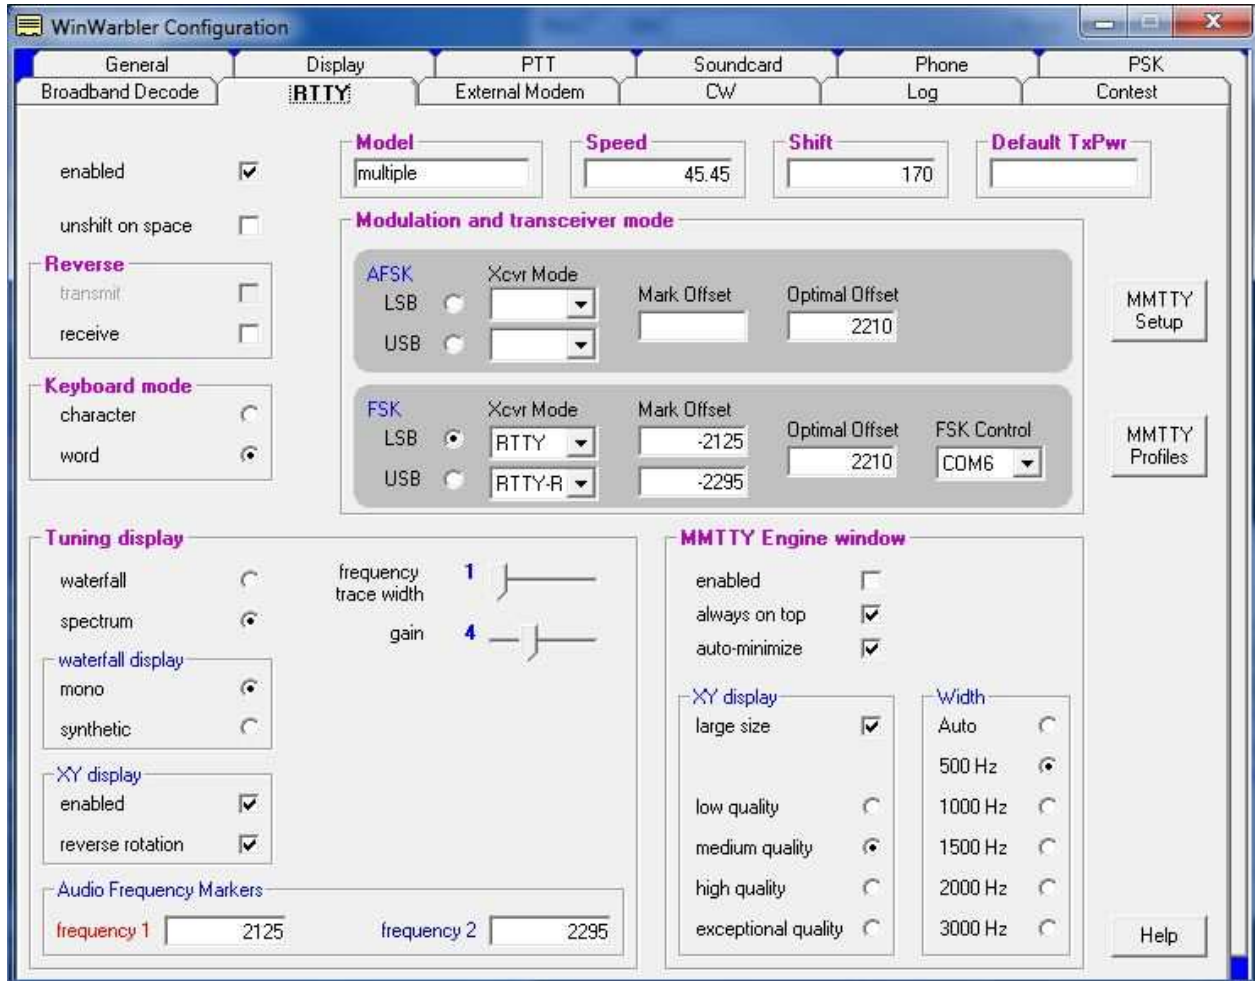 WinWarbler Configuration
General Display PTT Soundcard Phone PSK
Broadband Decode RTTY External Modem CW Log Contest
enabled
unshift on space
Reverse
transmit
receive
Keyboard mode
character
word
Model
multiple
Speed
45.45
Shift
170
Default TxPwr
Modulation and transceiver mode
AFSK Xcvr Mode
LSB
USB
Mark Offset
Optimal Offset
2210
FSK Xcvr Mode Mark Offset
LSB RTTY -2125
USB RTTY-R -2295
Optimal Offset
2210
FSK Control
COM6
MMTTY
Setup
MMTTY
Profiles
Tuning display
waterfall
spectrum
frequency
trace width
1
gain 4
waterfall display
mono
synthetic
XY display
enabled
reverse rotation
Audio Frequency Markers
frequency 1 2125 frequency 2 2295
MMTTY Engine window
enabled
always on top
auto-minimize
XY display
large size
low quality
medium quality
high quality
exceptional quality
Width
Auto
500 Hz
1000 Hz
1500 Hz
2000 Hz
3000 Hz
Help